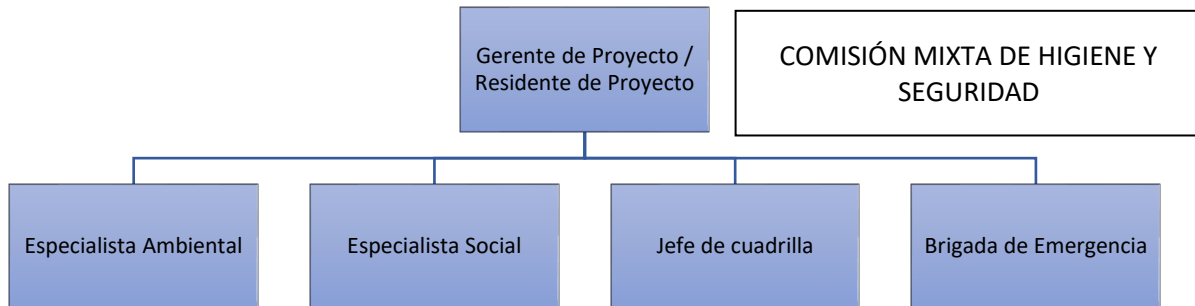 Gerente de Proyecto /
Residente de Proyecto
COMISIÓN MIXTA DE HIGIENE Y
SEGURIDAD
Especialista Ambiental
Especialista Social
Jefe de cuadrilla
Brigada de Emergencia